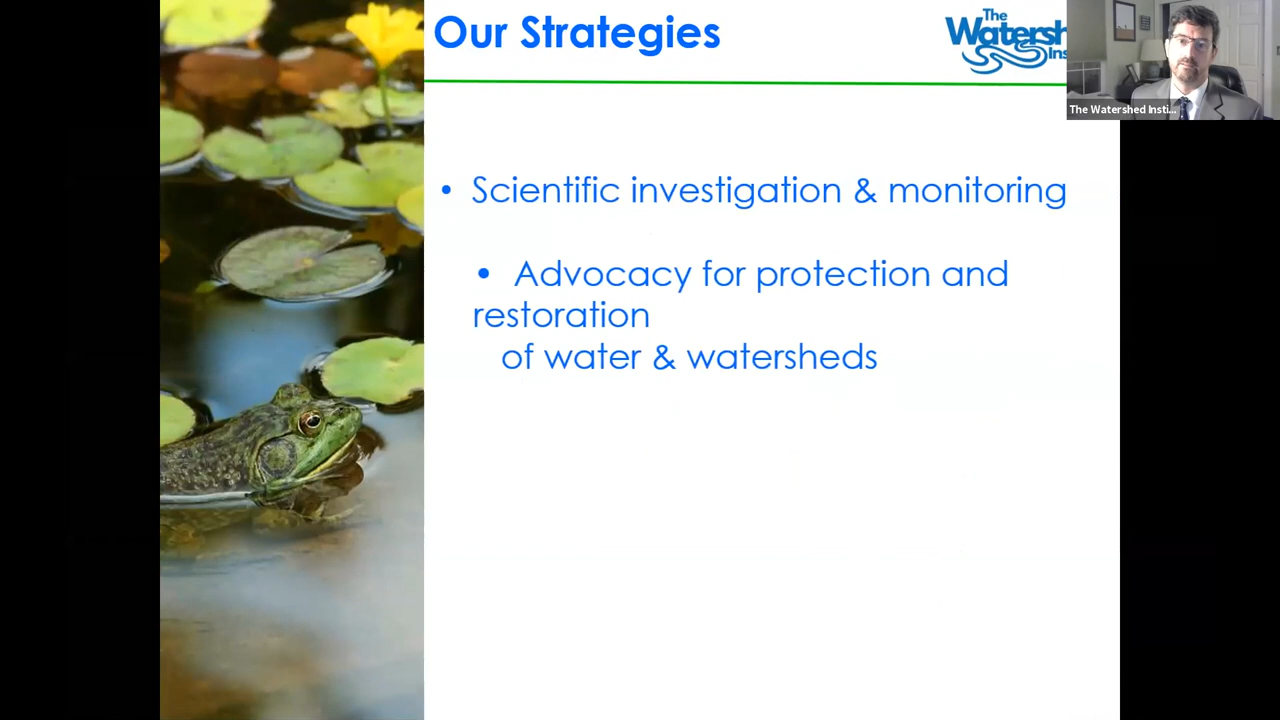 Our Strategies
The
Watersh
Ins
The Watershed Insti...
• Scientific investigation & monitoring
• Advocacy for protection and
restoration
of water & watersheds